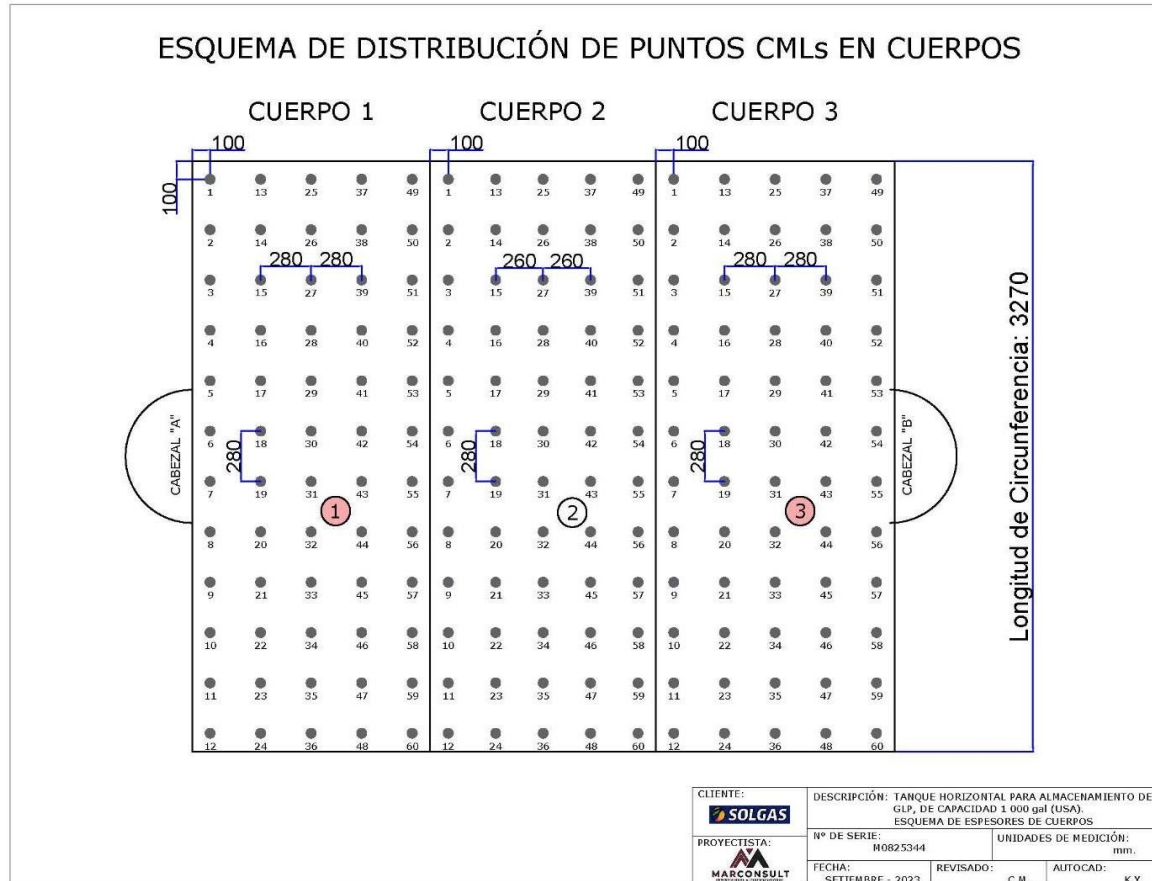 ESQUEMA DE DISTRIBUCIÓN DE PUNTOS CMLs EN CUERPOS
CUERPO 1 CUERPO 2 CUERPO 3
100 100 100
100
1 13 25 37 49 1 13 25 37 49 1 13 25 37 49
2 14 26 38 50 2 14 26 38 50 2 14 26 38 50
280 280 260 260 280 280
3 15 27 39 51 3 15 27 39 51 3 15 27 39 51
4 16 28 40 52 4 16 28 40 52 4 16 28 40 52
5 17 29 41 53 5 17 29 41 53 5 17 29 41 53
6 18 30 42 54 6 18 30 42 54 6 18 30 42 54
280 280 280
7 19 31 43 55 7 19 31 43 55 7 19 31 43 55
1 2 3
8 20 32 44 56 8 20 32 44 56 8 20 32 44 56
9 21 33 45 57 9 21 33 45 57 9 21 33 45 57
10 22 34 46 58 10 22 34 46 58 10 22 34 46 58
11 23 35 47 59 11 23 35 47 59 11 23 35 47 59
12 24 36 48 60 12 24 36 48 60 12 24 36 48 60
CABEZAL "A"
CABEZAL "B"
Longitud de Circunferencia: 3270
CLIENTE:
SOLGAS
PROYECTISTA:
MARCONSULT
DESCRIPCIÓN: TANQUE HORIZONTAL PARA ALMACENAMIENTO DE
GLP, DE CAPACIDAD 1 000 gal (USA).
ESQUEMA DE ESPESORES DE CUERPOS
Nº DE SERIE:
M0825344
UNIDADES DE MEDICIÓN:
mm.
FECHA:
SETIEMBRE - 2023
REVISADO:
C.M.
AUTOCAD:
K.Y.